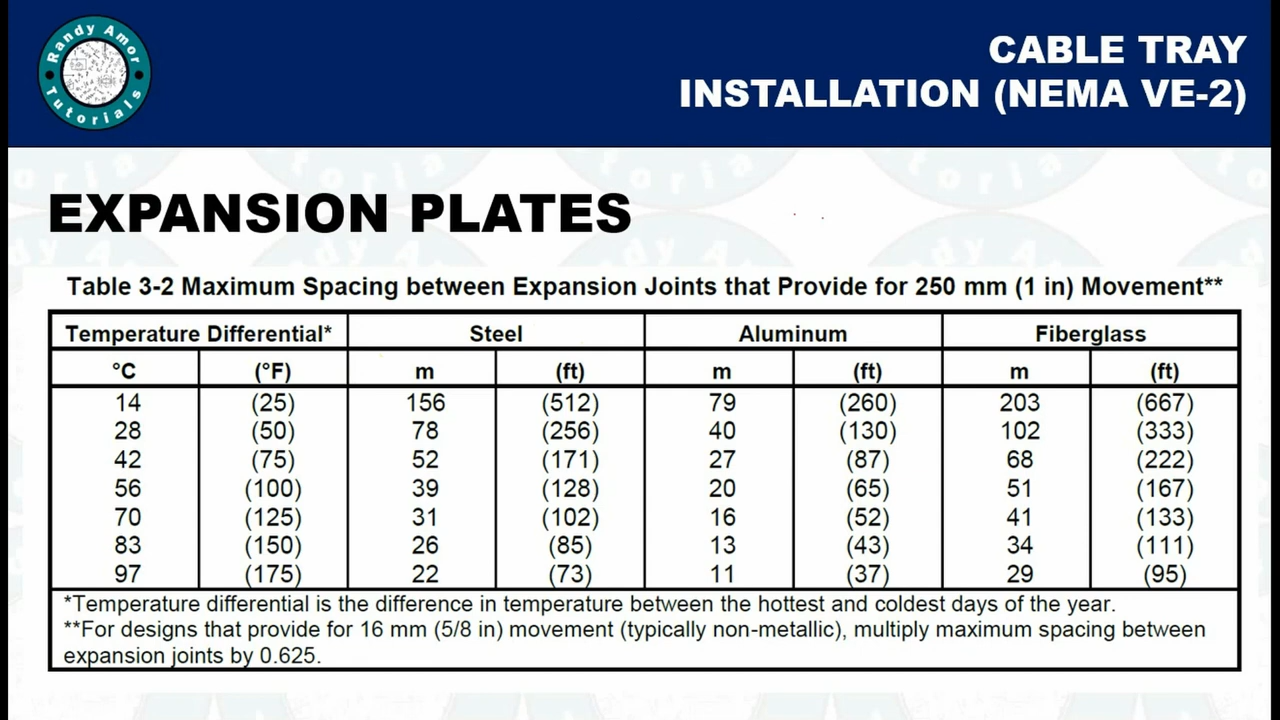 Randy Amor
Tutorials
CABLE TRAY
INSTALLATION (NEMA VE-2)
EXPANSION PLATES
Table 3-2 Maximum Spacing between Expansion Joints that Provide for 250 mm (1 in) Movement**
Temperature Differential* Steel Aluminum Fiberglass
°C (°F) m (ft) m (ft) m (ft)
14 (25) 156 (512) 79 (260) 203 (667)
28 (50) 78 (256) 40 (130) 102 (333)
42 (75) 52 (171) 27 (87) 68 (222)
56 (100) 39 (128) 20 (65) 51 (167)
70 (125) 31 (102) 16 (52) 41 (133)
83 (150) 26 (85) 13 (43) 34 (111)
97 (175) 22 (73) 11 (37) 29 (95)
*Temperature differential is the difference in temperature between the hottest and coldest days of the year.
**For designs that provide for 16 mm (5/8 in) movement (typically non-metallic), multiply maximum spacing between
expansion joints by 0.625.